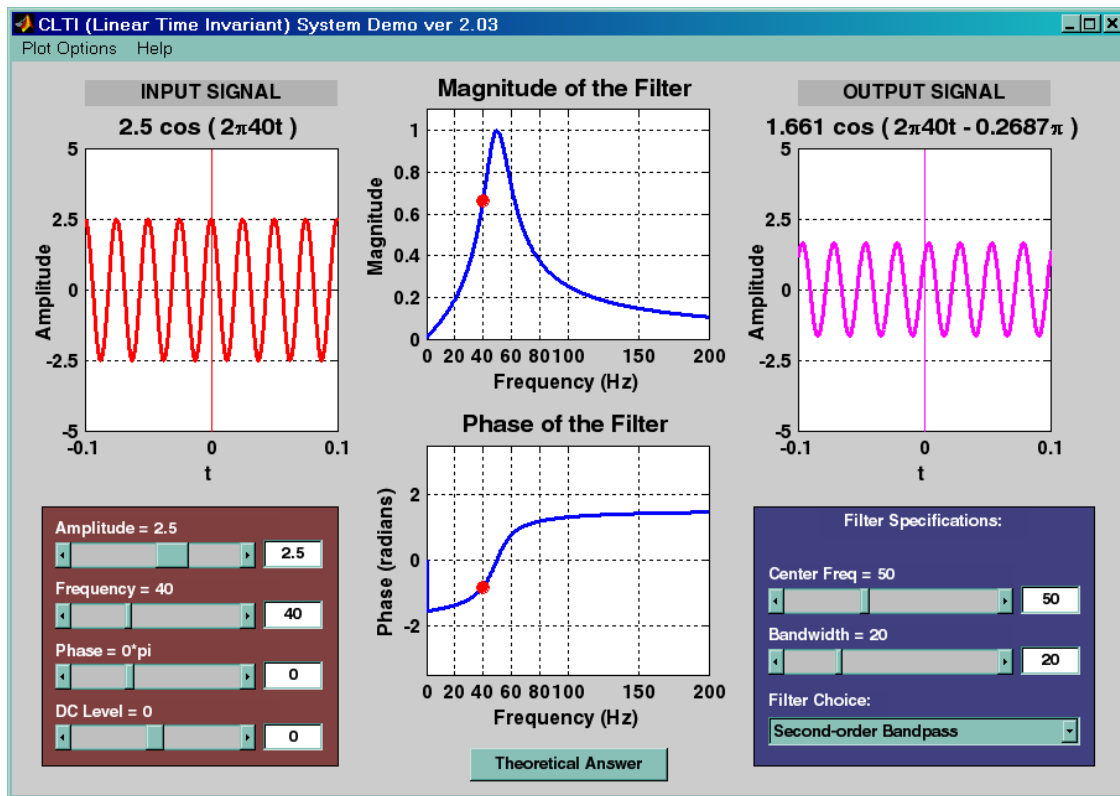 CLTI (Linear Time Invariant) System Demo ver 2.03
Plot Options Help
INPUT SIGNAL
2.5 cos ( 2π40t )
5
2.5
0
-2.5
-5
-0.1 0 0.1
Amplitude
t
Magnitude of the Filter
1
0.8
0.6
0.4
0.2
0
0 20 40 60 80 100 150 200
Magnitude
Frequency (Hz)
OUTPUT SIGNAL
1.661 cos ( 2π40t - 0.2687π )
5
2.5
0
-2.5
-5
-0.1 0 0.1
Amplitude
t
Phase of the Filter
2
0
-2
0 20 40 60 80 100 150 200
Phase (radians)
Frequency (Hz)
Amplitude = 2.5
2.5
Frequency = 40
40
Phase = 0*pi
0
DC Level = 0
0
Theoretical Answer
Filter Specifications:
Center Freq = 50
50
Bandwidth = 20
20
Filter Choice:
Second-order Bandpass